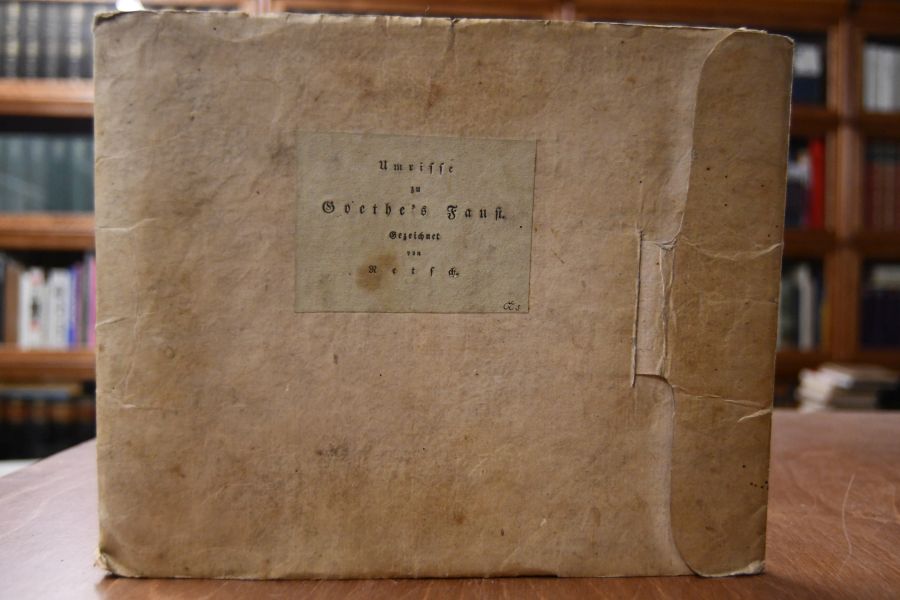 Umrisse
zu
Goethe's Faust.
Gezeichnet
von
Retsch.